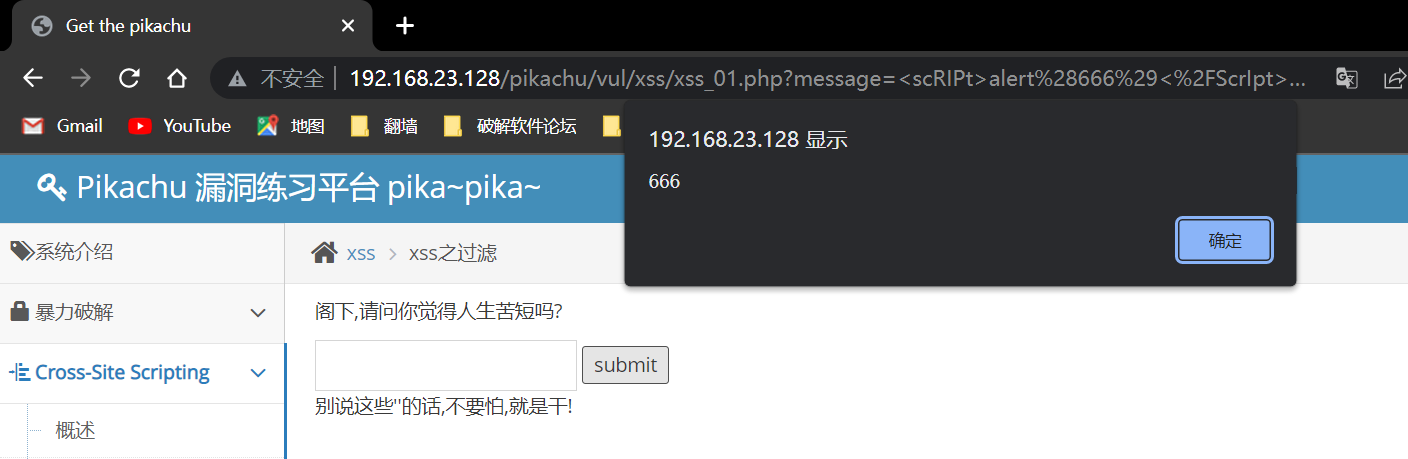 Get the pikachu
不安全 192.168.23.128/pikachu/vul/xss/xss_01.php?message=<scRIPt>alert%28666%29<%2FScrIpt>...
Gmail YouTube 地图 翻墙 破解软件论坛
192.168.23.128 显示
666
确定
Pikachu 漏洞练习平台 pika~pika~
系统介绍
xss xss之过滤
暴力破解
阁下,请问你觉得人生苦短吗?
Cross-Site Scripting
submit
别说这些''的话,不要怕,就是干!
概述